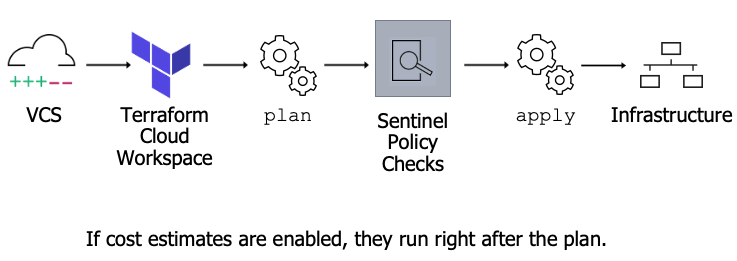 +++--
VCS
Terraform
Cloud
Workspace
plan
Sentinel
Policy
Checks
apply
Infrastructure
If cost estimates are enabled, they run right after the plan.